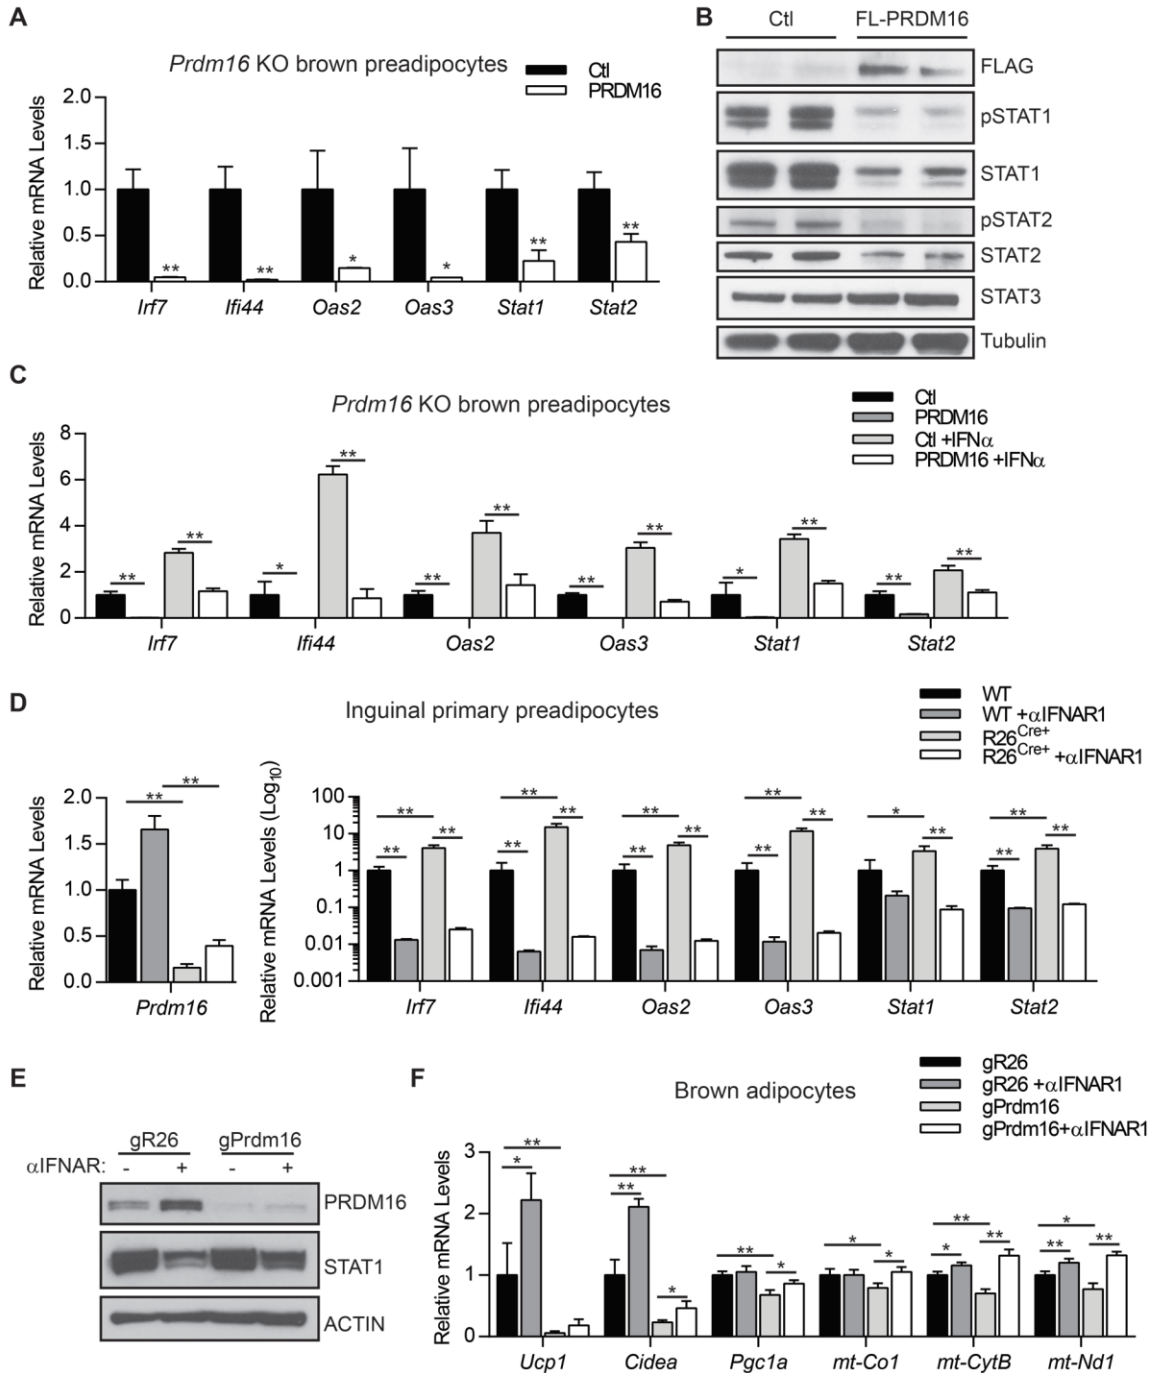 A
Prdm16 KO brown preadipocytes
Ctl
PRDM16
Relative mRNA Levels
2.0
1.5
1.0
0.5
0.0
** ** * * ** **
Irf7 Ifi44 Oas2 Oas3 Stat1 Stat2
B
Ctl FL-PRDM16
FLAG
pSTAT1
STAT1
pSTAT2
STAT2
STAT3
Tubulin
C
Prdm16 KO brown preadipocytes
Ctl
PRDM16
Ctl +IFNα
PRDM16 +IFNα
Relative mRNA Levels
8
6
4
2
0
** ** * ** ** ** ** ** * ** ** **
Irf7 Ifi44 Oas2 Oas3 Stat1 Stat2
D
Inguinal primary preadipocytes
WT
WT +αIFNAR1
R26Cre+
R26Cre+ +αIFNAR1
Relative mRNA Levels
2.0
1.5
1.0
0.5
0.0
** **
Prdm16
Relative mRNA Levels (Log10)
100
10
1
0.1
0.01
0.001
** ** ** ** ** ** ** ** ** ** ** ** * ** ** ** **
Irf7 Ifi44 Oas2 Oas3 Stat1 Stat2
E
gR26 gPrdm16
αIFNAR: - + - +
PRDM16
STAT1
ACTIN
F
Brown adipocytes
gR26
gR26 +αIFNAR1
gPrdm16
gPrdm16+αIFNAR1
Relative mRNA Levels
3
2
1
0
* ** ** ** * ** * * * * ** ** ** * **
Ucp1 Cidea Pgc1a mt-Co1 mt-CytB mt-Nd1